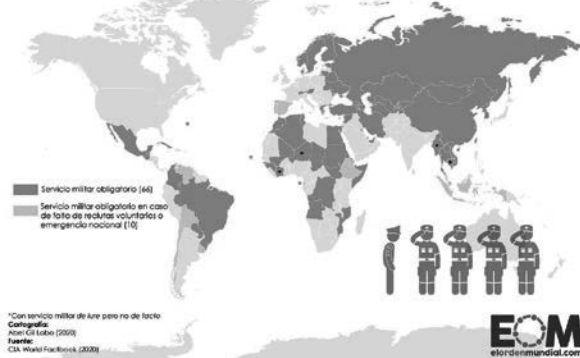 Servicio militar obligatorio (66)
Servicio militar obligatorio en caso
de falta de reclutas voluntarios o
emergencia nacional (10)
*Con servicio militar de iure pero no de facto
Cartografía:
Abel Gil Lobo (2020)
Fuente:
CIA World Factbook (2020)
EOM
elordenmundial.com